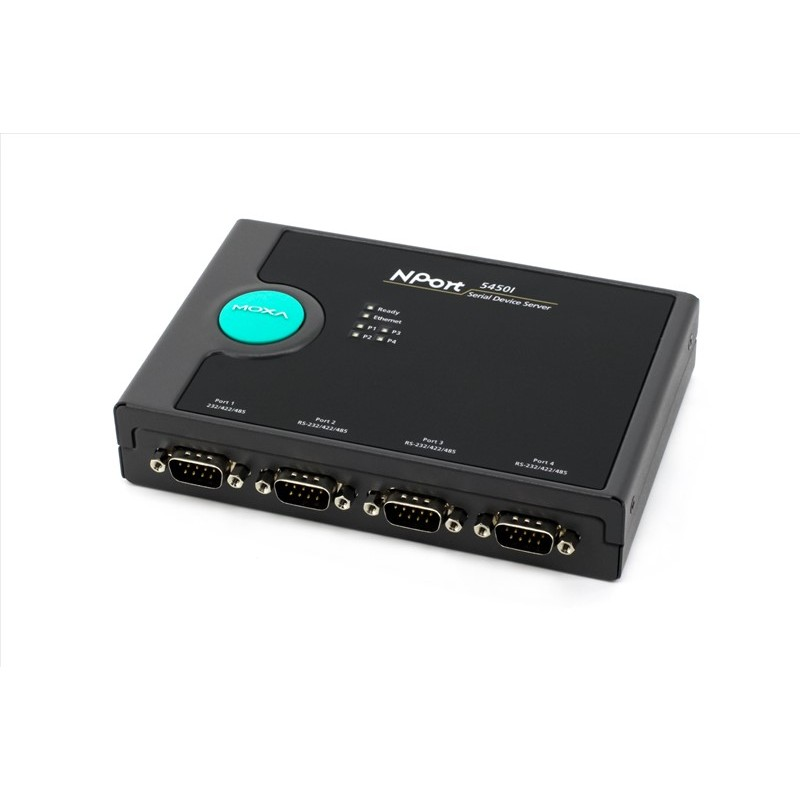 NPort 5450I
Serial Device Server
MOXA
Ready
Ethernet
P1 P3
P2 P4
Port 1
232/422/485
Port 2
RS-232/422/485
Port 3
RS-232/422/485
Port 4
RS-232/422/485